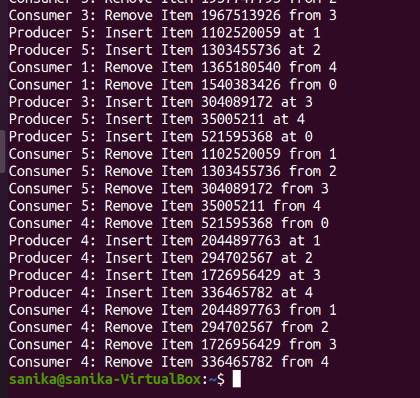 Consumer 3: Remove Item 1957747793 from 2
Consumer 3: Remove Item 1967513926 from 3
Producer 5: Insert Item 1102520059 at 1
Producer 5: Insert Item 1303455736 at 2
Consumer 1: Remove Item 1365180540 from 4
Consumer 1: Remove Item 1540383426 from 0
Producer 3: Insert Item 304089172 at 3
Producer 5: Insert Item 35005211 at 4
Producer 5: Insert Item 521595368 at 0
Consumer 5: Remove Item 1102520059 from 1
Consumer 5: Remove Item 1303455736 from 2
Consumer 5: Remove Item 304089172 from 3
Consumer 5: Remove Item 35005211 from 4
Consumer 4: Remove Item 521595368 from 0
Producer 4: Insert Item 2044897763 at 1
Producer 4: Insert Item 294702567 at 2
Producer 4: Insert Item 1726956429 at 3
Producer 4: Insert Item 336465782 at 4
Consumer 4: Remove Item 2044897763 from 1
Consumer 4: Remove Item 294702567 from 2
Consumer 4: Remove Item 1726956429 from 3
Consumer 4: Remove Item 336465782 from 4
sanika@sanika-VirtualBox:~$